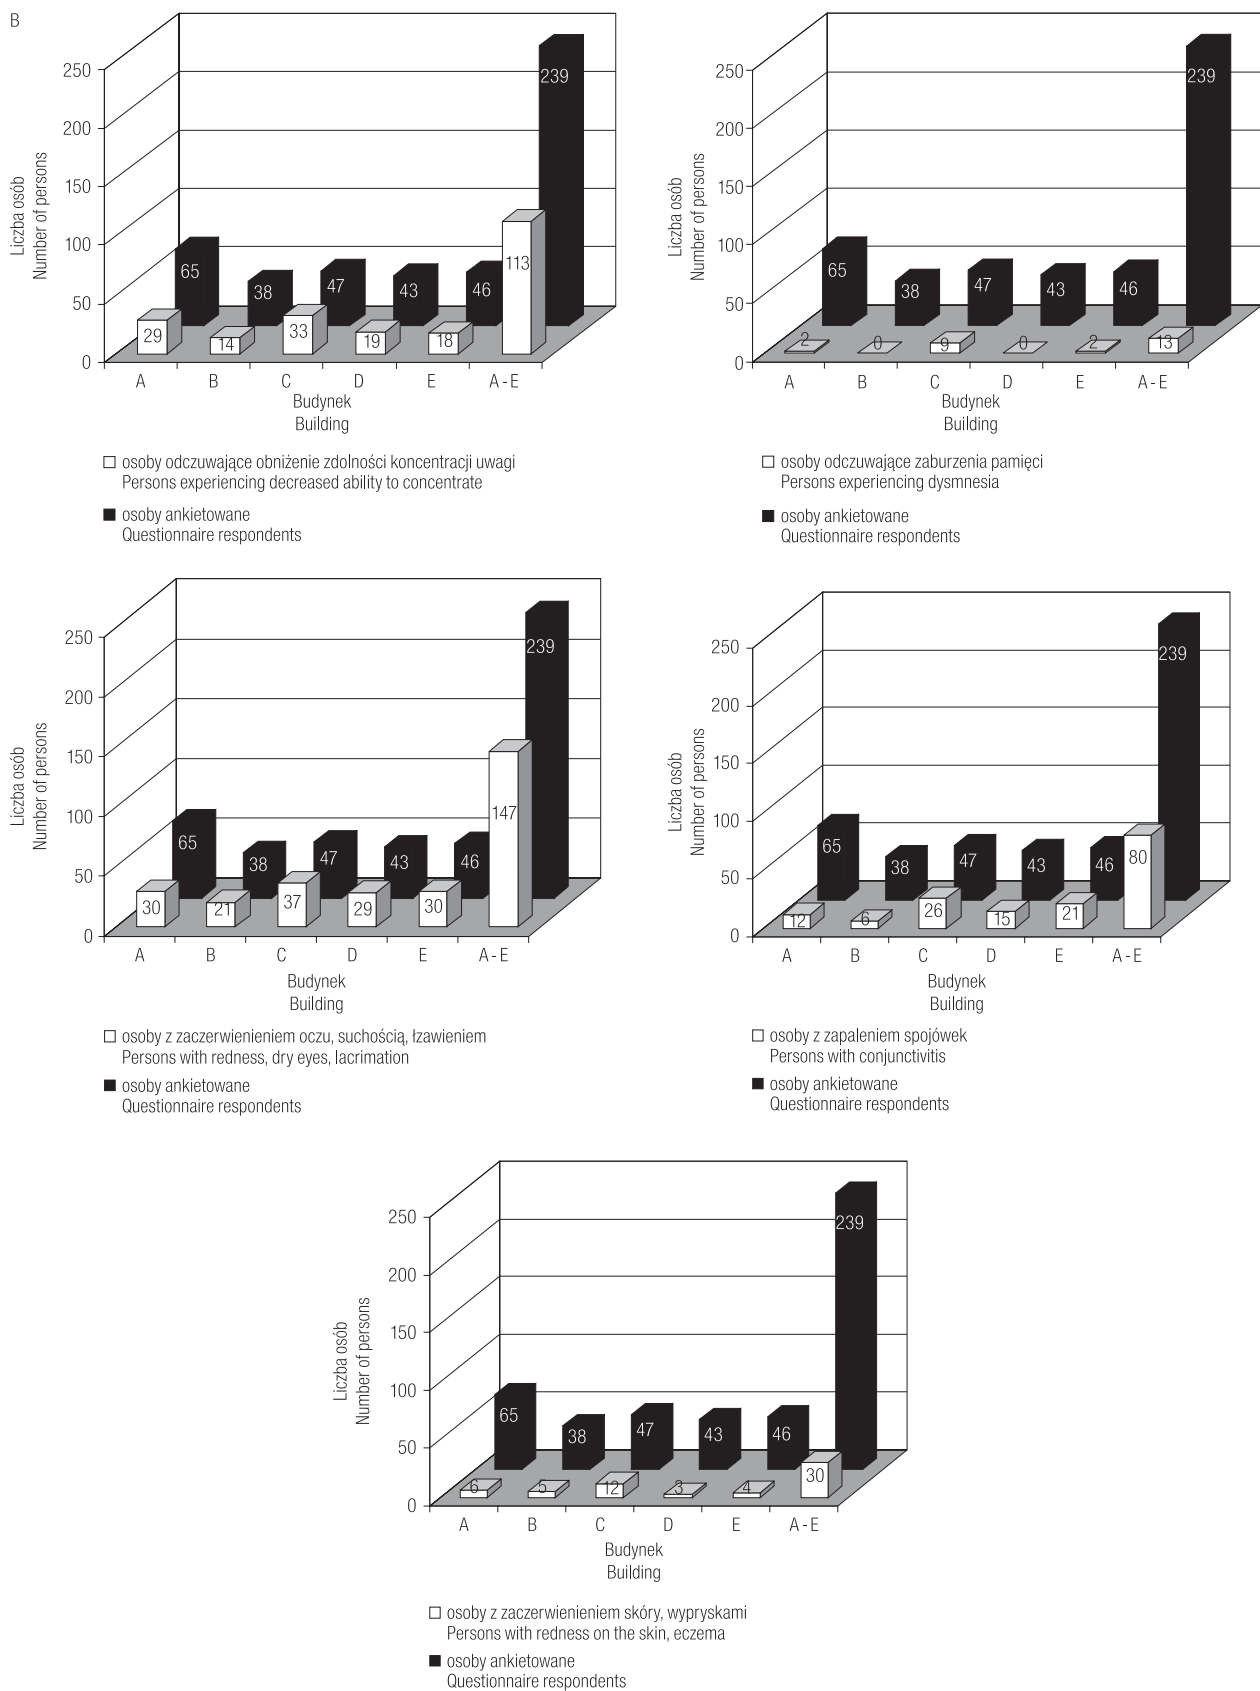 B
250
200
150
100
50
0
Liczba osób
Number of persons
65
38
47
43
46
239
29
14
33
19
18
113
A
B
C
D
E
A - E
Budynek
Building
osoby odczuwające obniżenie zdolności koncentracji uwagi
Persons experiencing decreased ability to concentrate
osoby ankietowane
Questionnaire respondents
250
200
150
100
50
0
Liczba osób
Number of persons
65
38
47
43
46
239
2
0
9
0
2
13
A
B
C
D
E
A - E
Budynek
Building
osoby odczuwające zaburzenia pamięci
Persons experiencing dysmnesia
osoby ankietowane
Questionnaire respondents
250
200
150
100
50
0
Liczba osób
Number of persons
65
38
47
43
46
239
30
21
37
29
30
147
A
B
C
D
E
A - E
Budynek
Building
osoby z zaczerwienieniem oczu, suchością, łzawieniem
Persons with redness, dry eyes, lacrimation
osoby ankietowane
Questionnaire respondents
250
200
150
100
50
0
Liczba osób
Number of persons
65
38
47
43
46
239
12
6
26
15
21
80
A
B
C
D
E
A - E
Budynek
Building
osoby z zapaleniem spojówek
Persons with conjunctivitis
osoby ankietowane
Questionnaire respondents
250
200
150
100
50
0
Liczba osób
Number of persons
65
38
47
43
46
239
6
5
12
3
4
30
A
B
C
D
E
A - E
Budynek
Building
osoby z zaczerwienieniem skóry, wypryskami
Persons with redness on the skin, eczema
osoby ankietowane
Questionnaire respondents